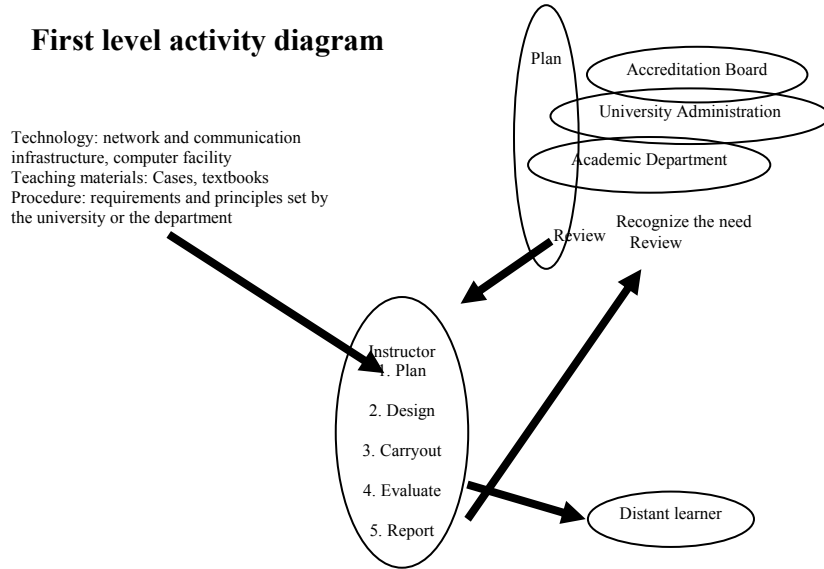 First level activity diagram
Plan
Accreditation Board
University Administration
Academic Department
Technology: network and communication
infrastructure, computer facility
Teaching materials: Cases, textbooks
Procedure: requirements and principles set by
the university or the department
Recognize the need
Review
Review
Instructor
1. Plan
2. Design
3. Carryout
4. Evaluate
5. Report
Distant learner